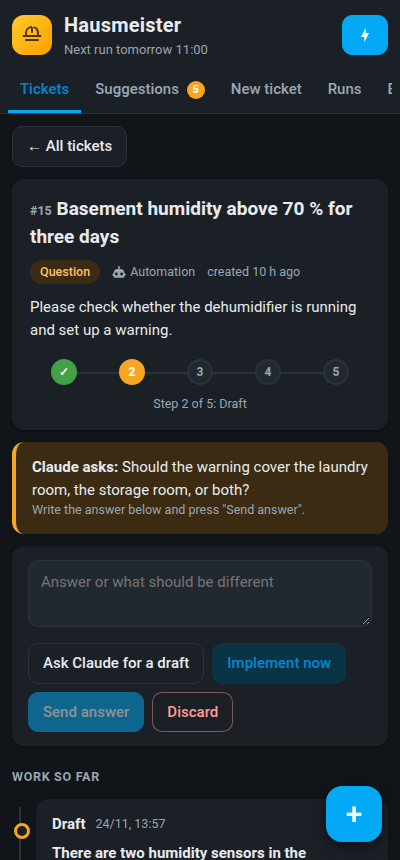 Hausmeister
Next run tomorrow 11:00
Tickets Suggestions 5 New ticket Runs
← All tickets
#15 Basement humidity above 70 % for
three days
Question Automation created 10 h ago
Please check whether the dehumidifier is running
and set up a warning.
✓ 2 3 4 5
Step 2 of 5: Draft
Claude asks: Should the warning cover the laundry
room, the storage room, or both?
Write the answer below and press "Send answer".
Answer or what should be different
Ask Claude for a draft Implement now
Send answer Discard
WORK SO FAR
Draft 24/11, 13:57
+
There are two humidity sensors in the